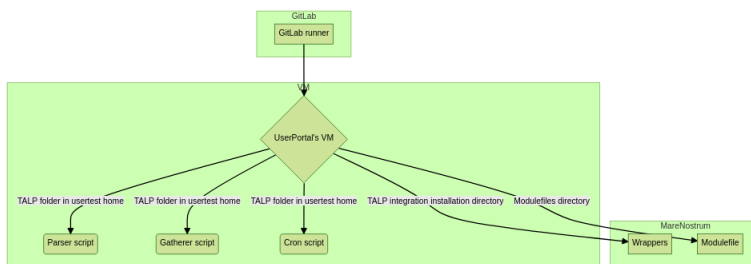 GitLab
GitLab runner
VM
UserPortal's VM
TALP folder in usertest home
TALP folder in usertest home
TALP folder in usertest home
TALP integration installation directory
Modulefiles directory
MareNostrum
Parser script
Gatherer script
Cron script
Wrappers
Modulefile